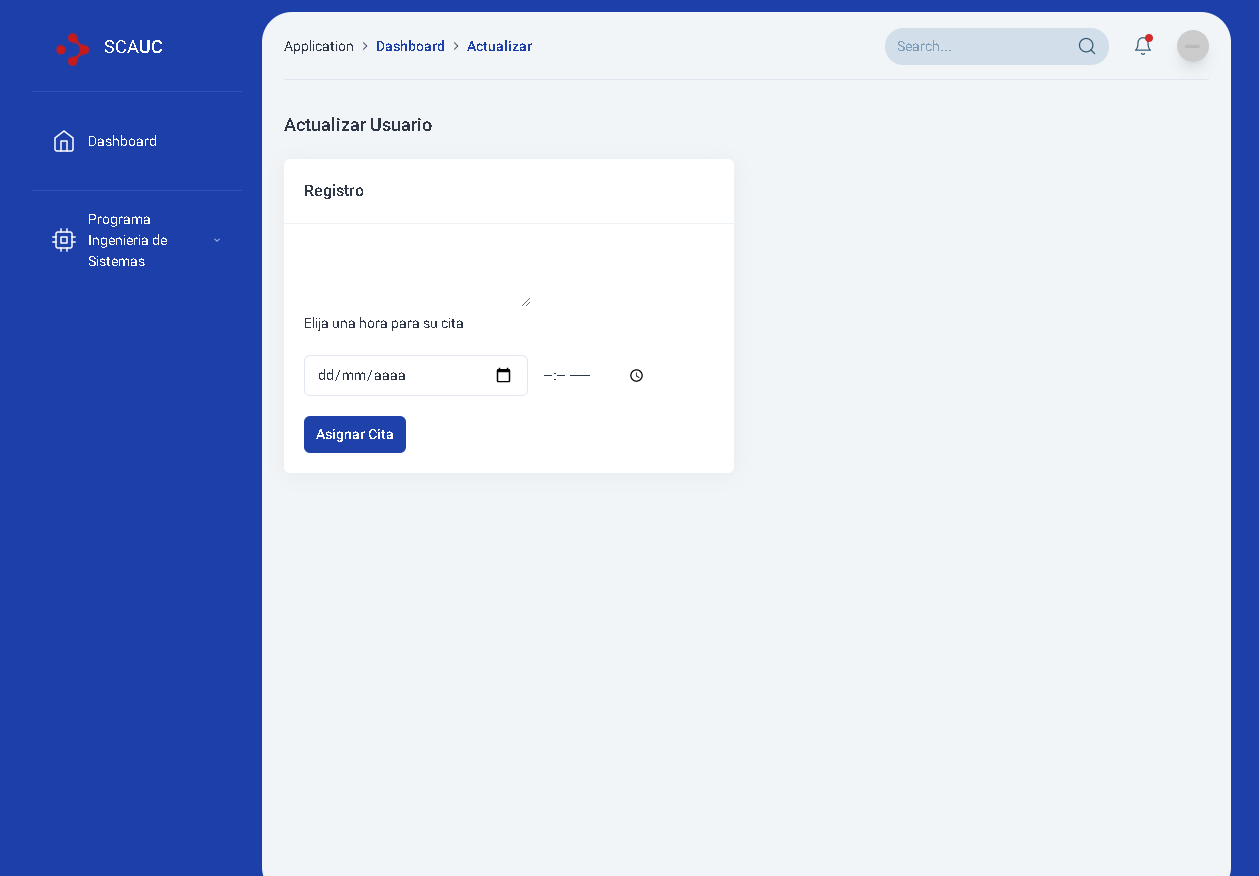 SCAUC
Application > Dashboard > Actualizar
Search...
Dashboard
Programa
Ingenieria de
Sistemas
Actualizar Usuario
Registro
Elija una hora para su cita
dd/mm/aaaa
--:-- ----
Asignar Cita